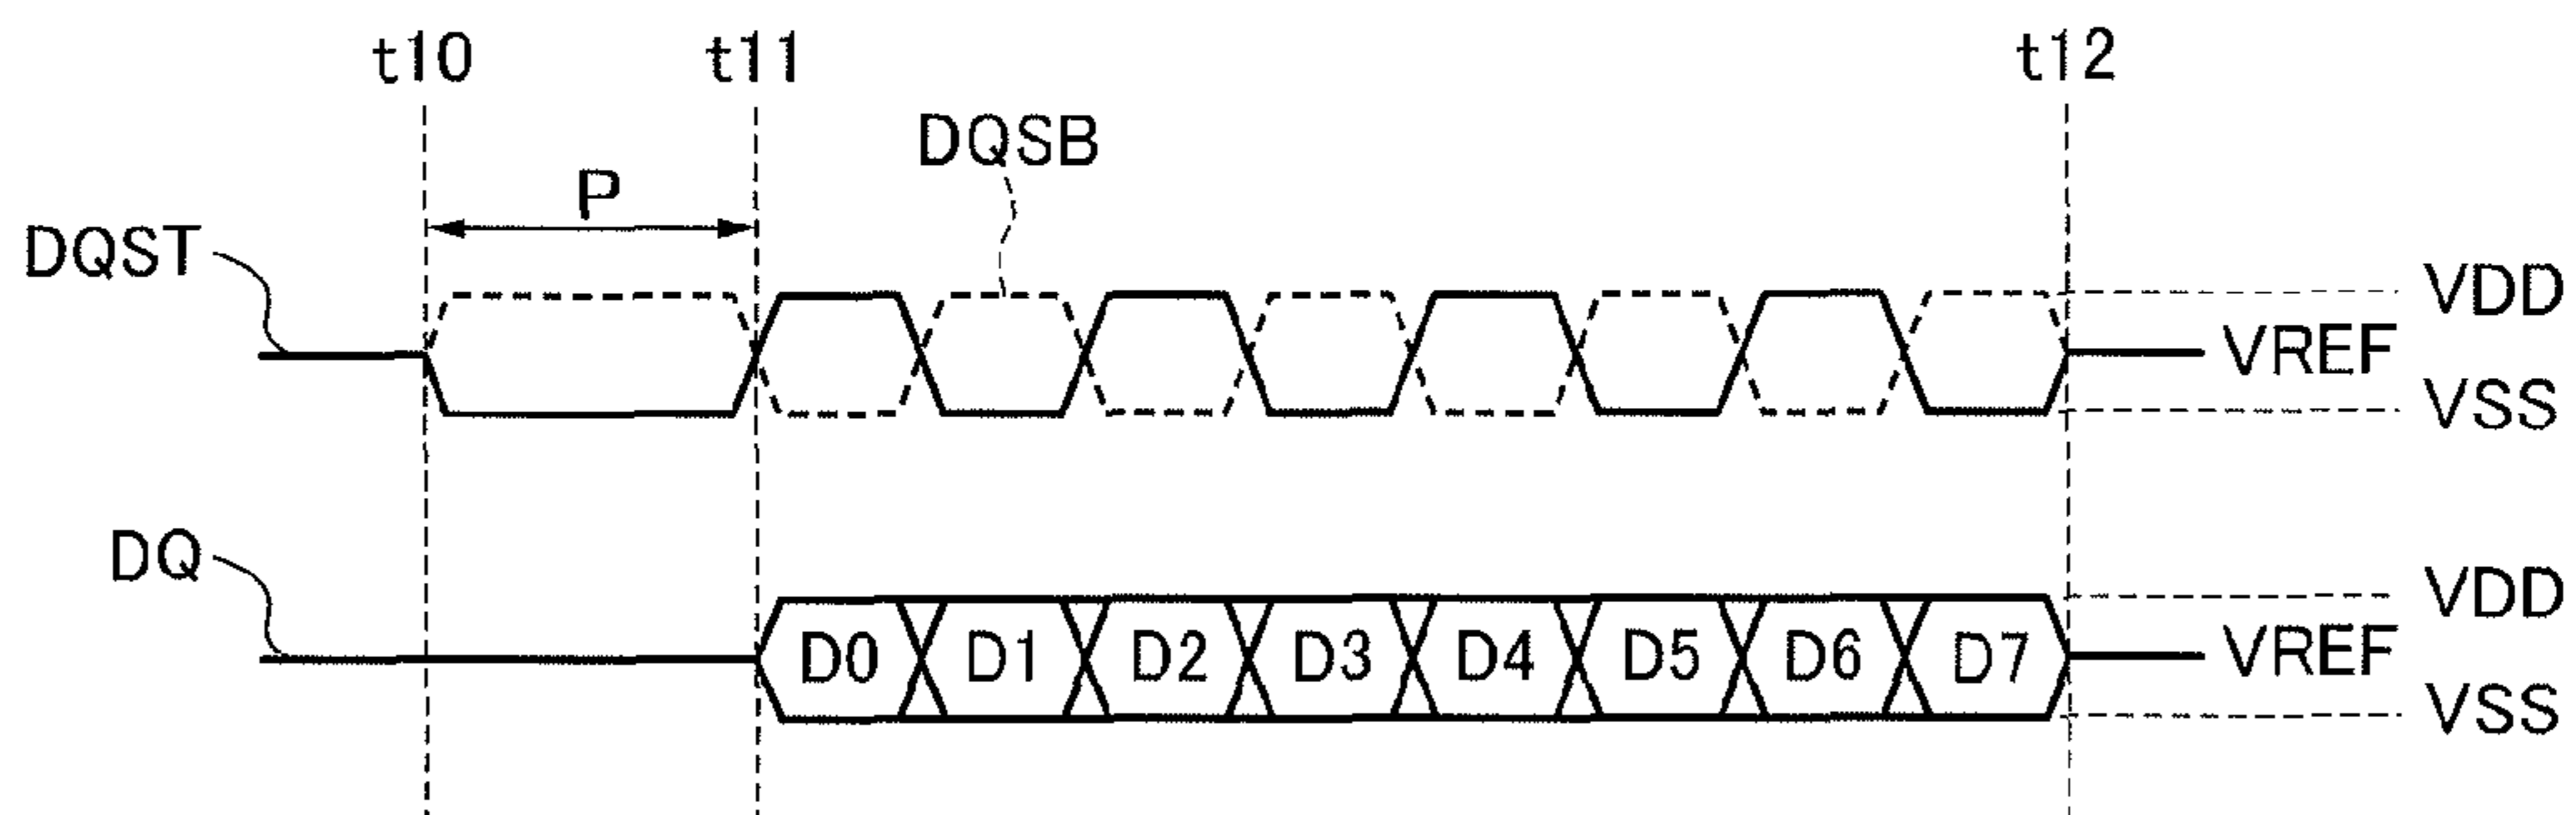 t10 t11 t12
DQSB
P
DQST
VDD
VREF
VSS
DQ
VDD
D0 D1 D2 D3 D4 D5 D6 D7 VREF
VSS